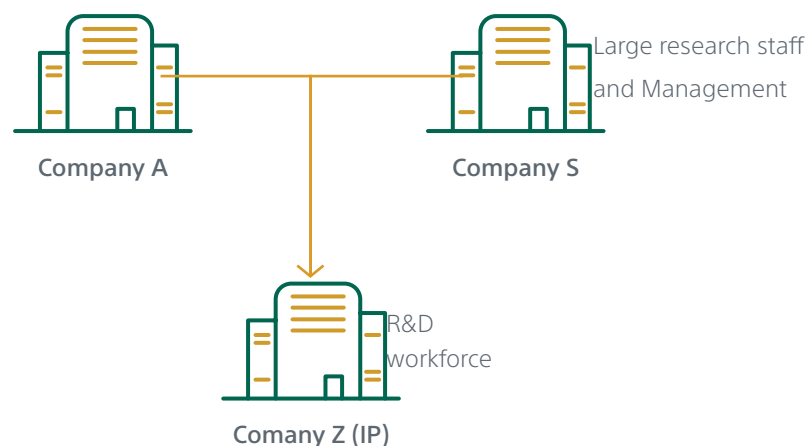 Large research staff
and Management
Company A
Company S
R&D
workforce
Comany Z (IP)